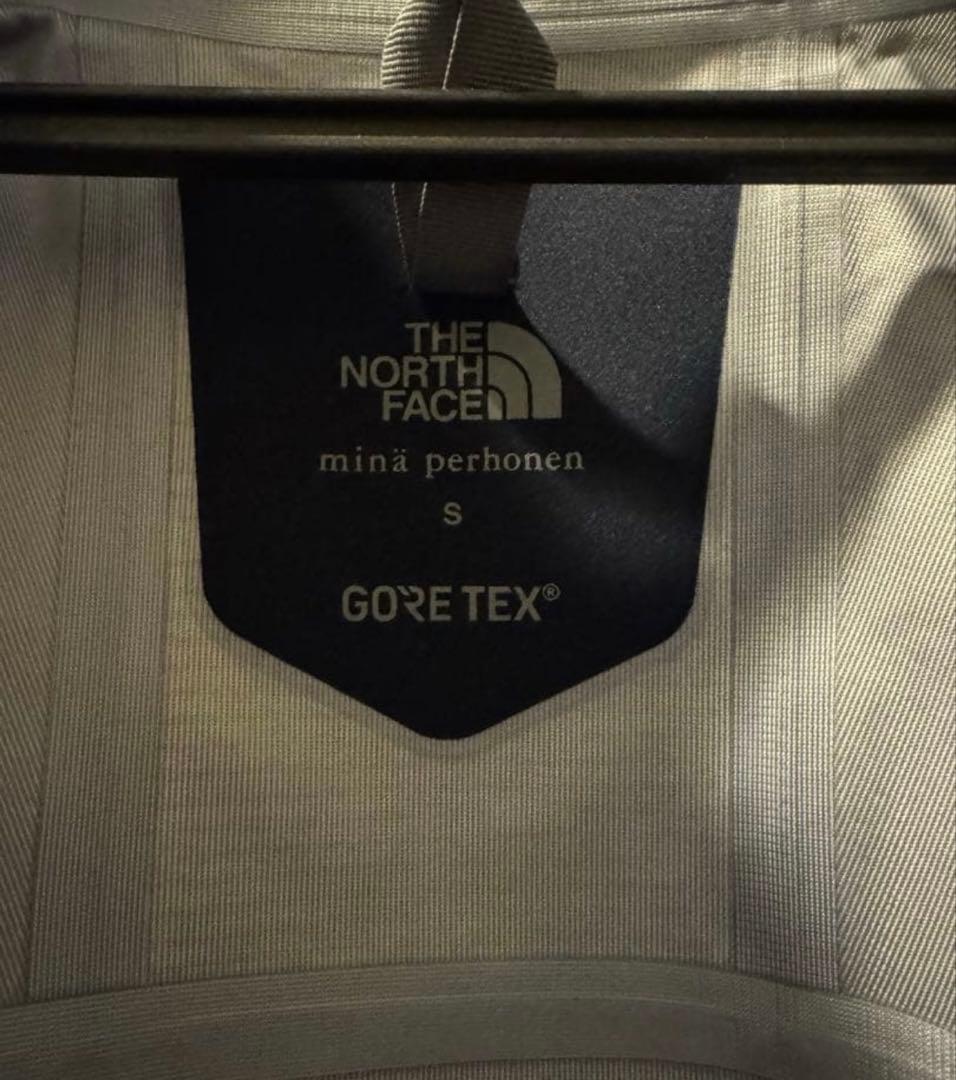 THE
NORTH
FACE
minä perhonen
S
GORE TEX®